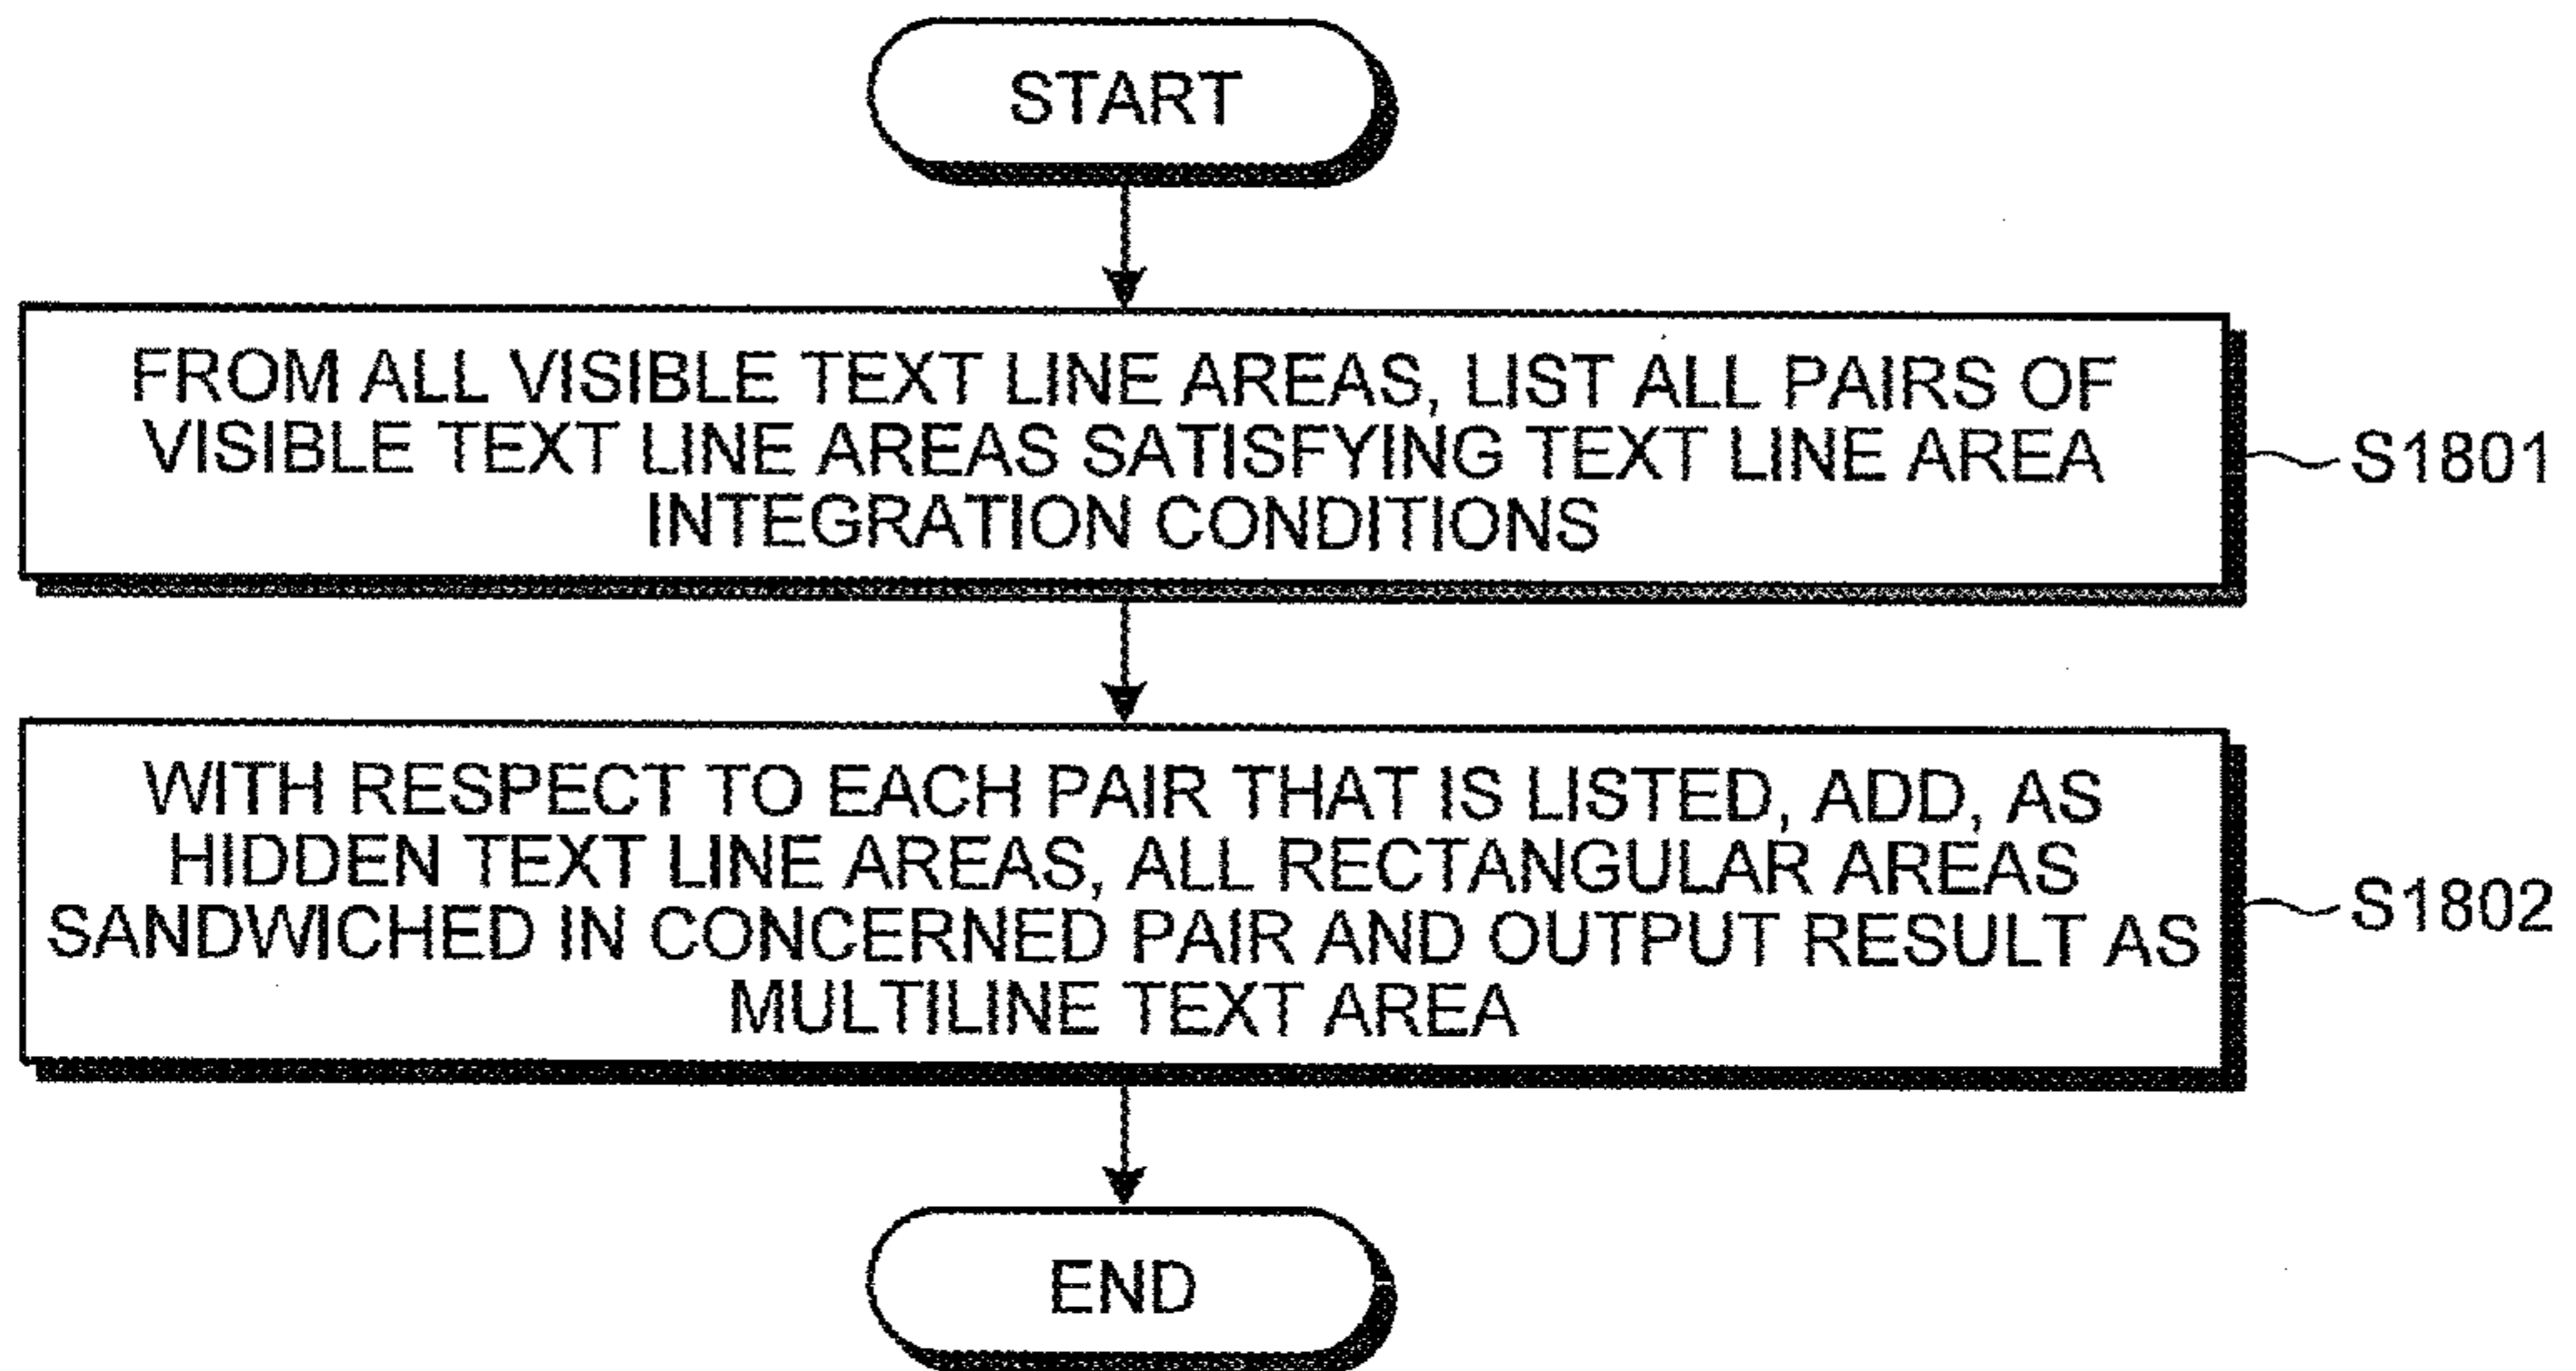 START
FROM ALL VISIBLE TEXT LINE AREAS, LIST ALL PAIRS OF
VISIBLE TEXT LINE AREAS SATISFYING TEXT LINE AREA
INTEGRATION CONDITIONS
S1801
WITH RESPECT TO EACH PAIR THAT IS LISTED, ADD, AS
HIDDEN TEXT LINE AREAS, ALL RECTANGULAR AREAS
SANDWICHED IN CONCERNED PAIR AND OUTPUT RESULT AS
MULTILINE TEXT AREA
S1802
END